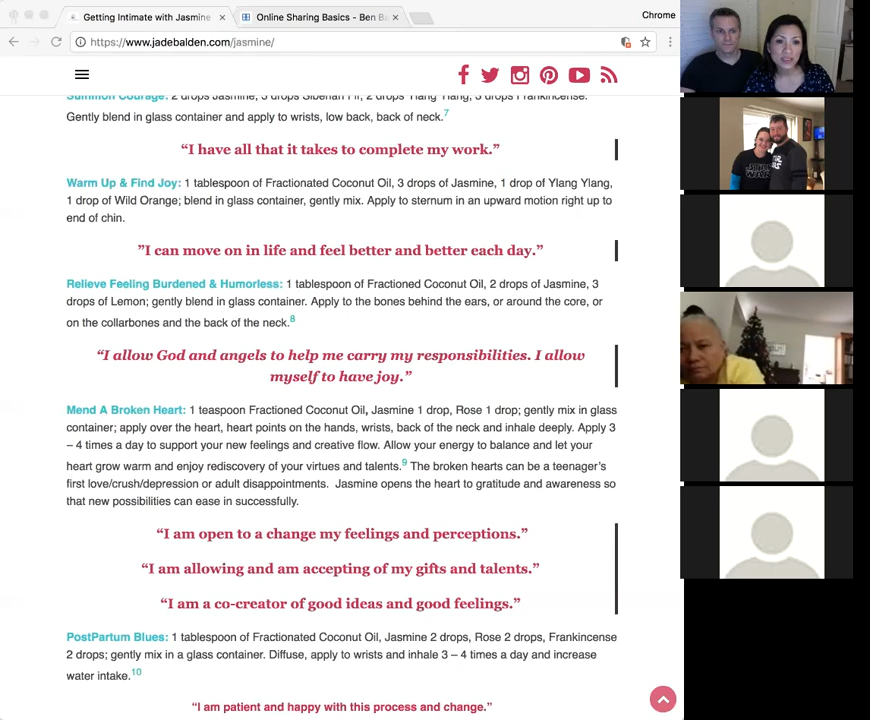 Getting Intimate with Jasmine
Online Sharing Basics - Ben Ba
Chrome
https://www.jadebalden.com/jasmine/
Summon Courage: 2 drops Jasmine, 3 drops Siberian Fir, 2 drops Ylang Ylang, 3 drops Frankincense.
Gently blend in glass container and apply to wrists, low back, back of neck.7
“I have all that it takes to complete my work.”
Warm Up & Find Joy: 1 tablespoon of Fractionated Coconut Oil, 3 drops of Jasmine, 1 drop of Ylang Ylang,
1 drop of Wild Orange; blend in glass container, gently mix. Apply to sternum in an upward motion right up to
end of chin.
”I can move on in life and feel better and better each day.”
Relieve Feeling Burdened & Humorless: 1 tablespoon of Fractioned Coconut Oil, 2 drops of Jasmine, 3
drops of Lemon; gently blend in glass container. Apply to the bones behind the ears, or around the core, or
on the collarbones and the back of the neck.8
“I allow God and angels to help me carry my responsibilities. I allow
myself to have joy.”
Mend A Broken Heart: 1 teaspoon Fractioned Coconut Oil, Jasmine 1 drop, Rose 1 drop; gently mix in glass
container; apply over the heart, heart points on the hands, wrists, back of the neck and inhale deeply. Apply 3
– 4 times a day to support your new feelings and creative flow. Allow your energy to balance and let your
heart grow warm and enjoy rediscovery of your virtues and talents.9 The broken hearts can be a teenager’s
first love/crush/depression or adult disappointments. Jasmine opens the heart to gratitude and awareness so
that new possibilities can ease in successfully.
“I am open to a change my feelings and perceptions.”
“I am allowing and am accepting of my gifts and talents.”
“I am a co-creator of good ideas and good feelings.”
PostPartum Blues: 1 tablespoon of Fractionated Coconut Oil, Jasmine 2 drops, Rose 2 drops, Frankincense
2 drops; gently mix in a glass container. Diffuse, apply to wrists and inhale 3 – 4 times a day and increase
water intake.10
“I am patient and happy with this process and change.”